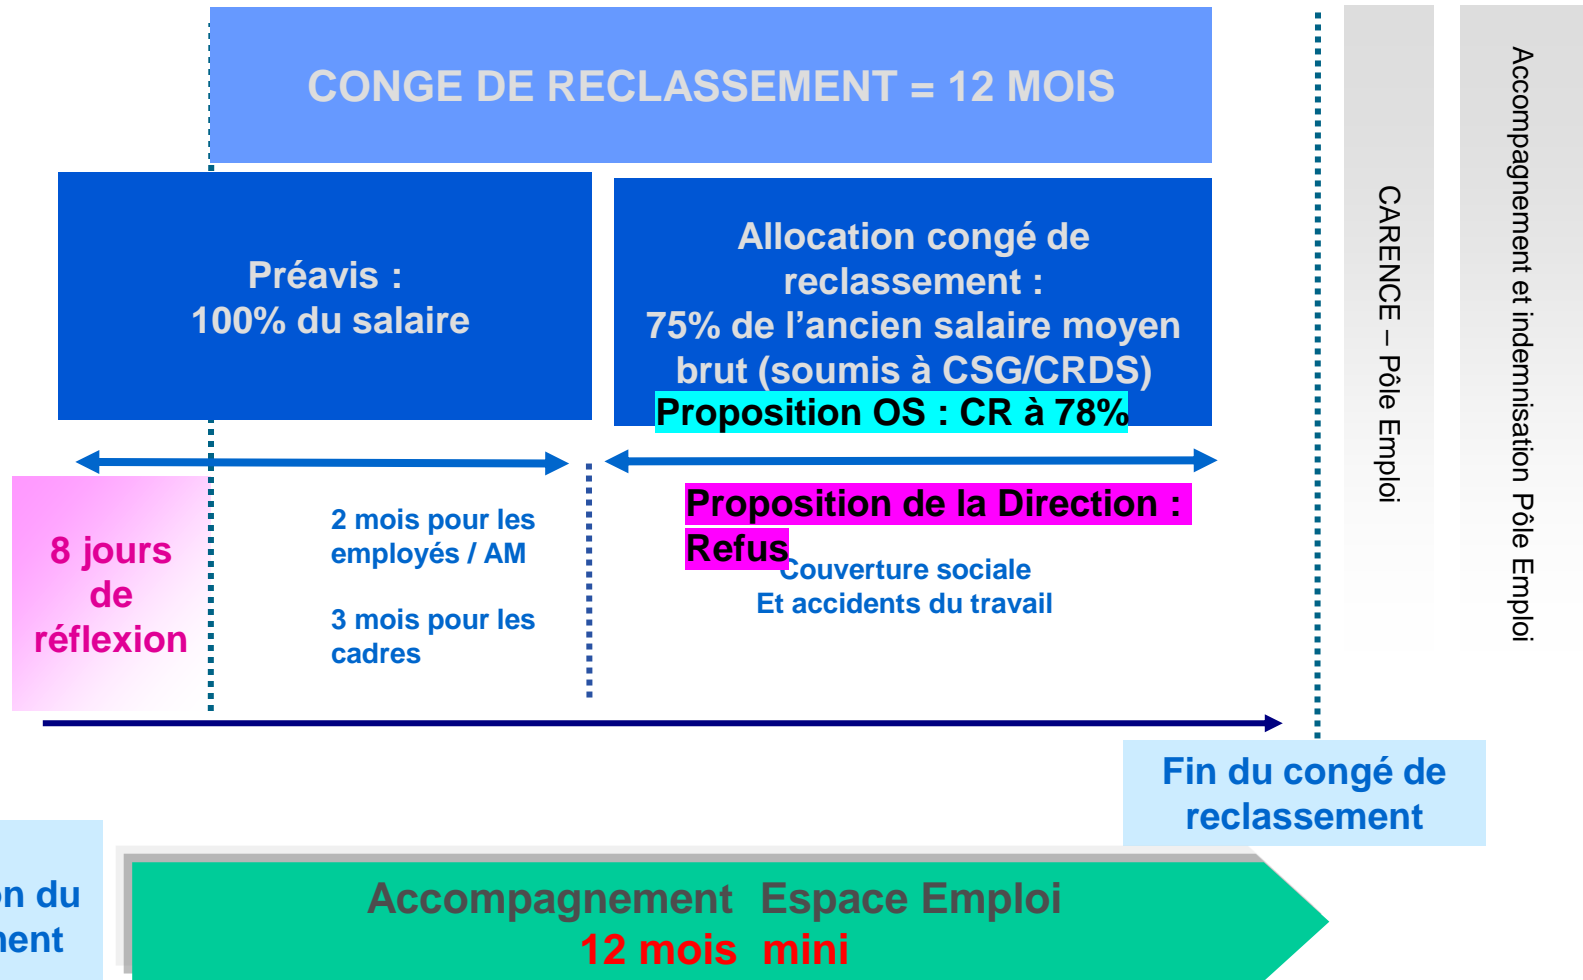 CONGE DE RECLASSEMENT = 12 MOIS
Préavis :
100% du salaire
Allocation congé de
reclassement :
75% de l’ancien salaire moyen
brut (soumis à CSG/CRDS)
Proposition OS : CR à 78%
8 jours
de
réflexion
2 mois pour les
employés / AM
3 mois pour les
cadres
Proposition de la Direction :
Refus
Couverture sociale
Et accidents du travail
CARENCE – Pôle Emploi
Accompagnement et indemnisation Pôle Emploi
Fin du congé de
reclassement
du
Accompagnement Espace Emploi
12 mois mini